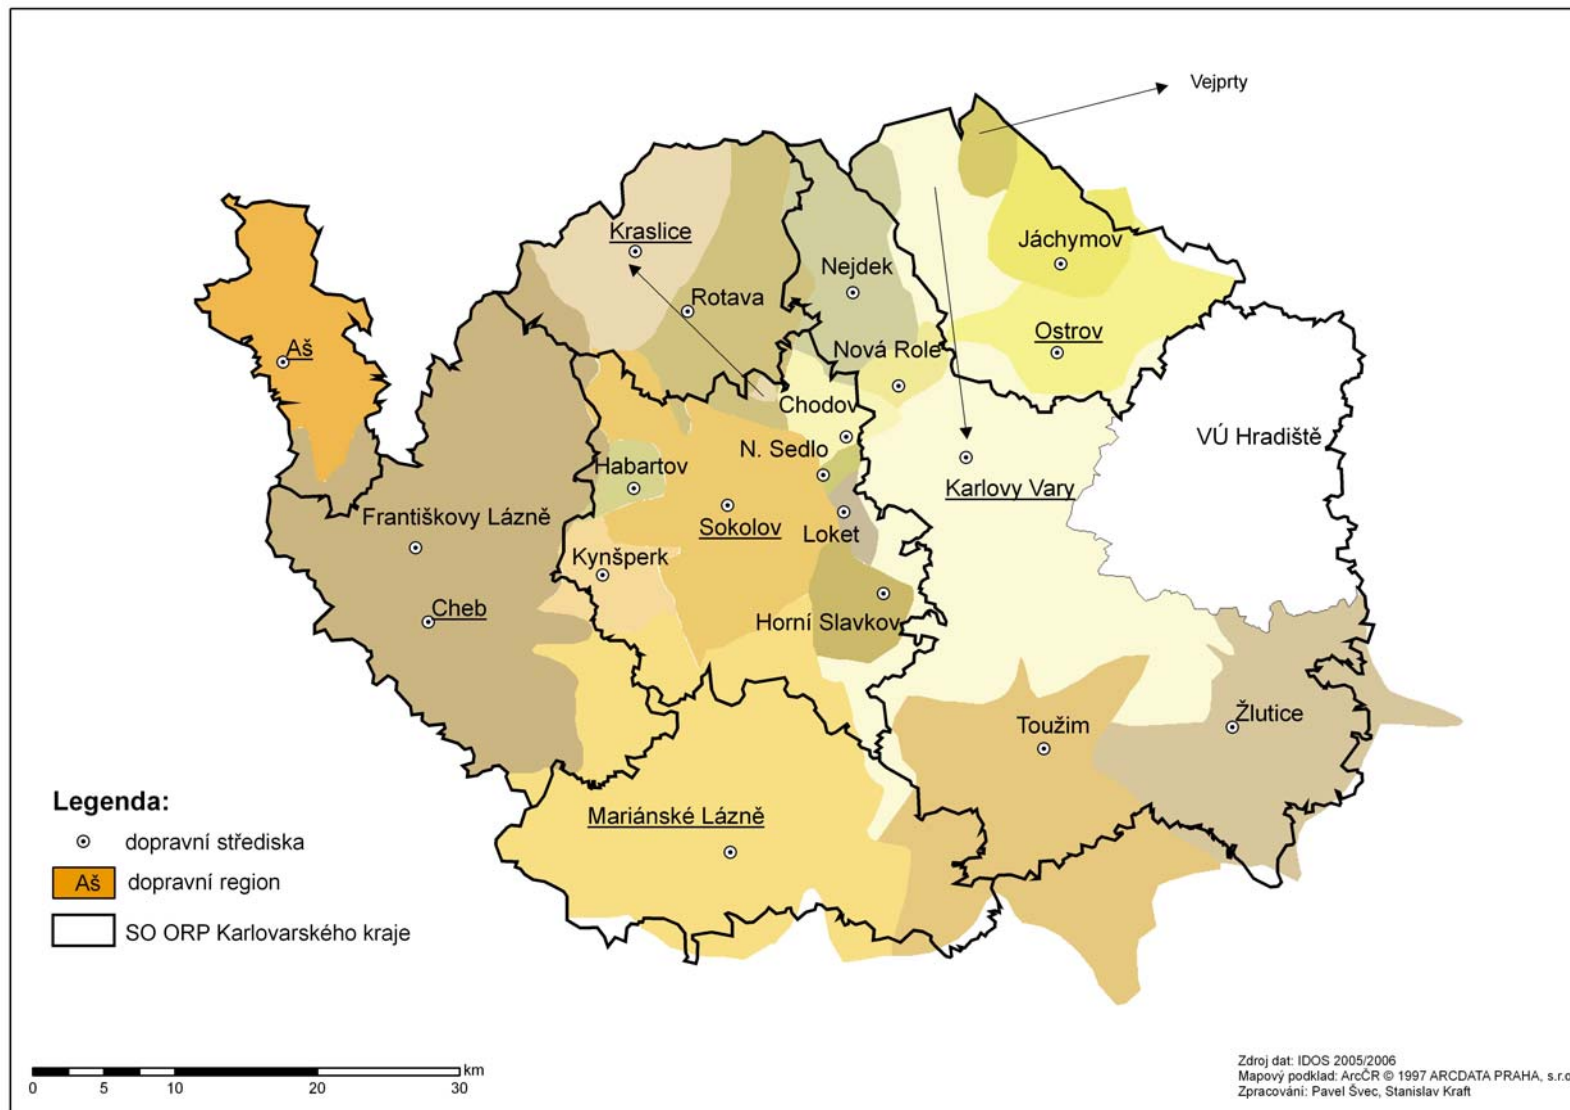 Vejprty
Kraslice
Jáchymov
Nejdek
Rotava
Ostrov
Aš
Nová Role
Chodov
VÚ Hradiště
N. Sedlo
Habartov
Karlovy Vary
Františkovy Lázně
Sokolov
Loket
Kynšperk
Cheb
Horní Slavkov
Toužim
Žlutice
Mariánské Lázně
Legenda:
dopravní střediska
Aš dopravní region
SO ORP Karlovarského kraje
km
0 5 10 20 30
Zdroj dat: IDOS 2005/2006
Mapový podklad: ArcČR © 1997 ARCDATA PRAHA, s.r.o
Zpracování: Pavel Švec, Stanislav Kraft